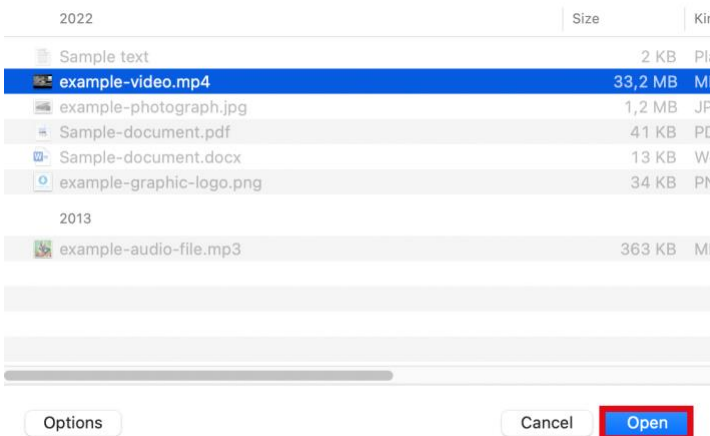 2022 Size
Sample text 2 KB
example-video.mp4 33,2 MB
example-photograph.jpg 1,2 MB
Sample-document.pdf 41 KB
Sample-document.docx 13 KB
example-graphic-logo.png 34 KB
2013
example-audio-file.mp3 363 KB
Options Cancel Open